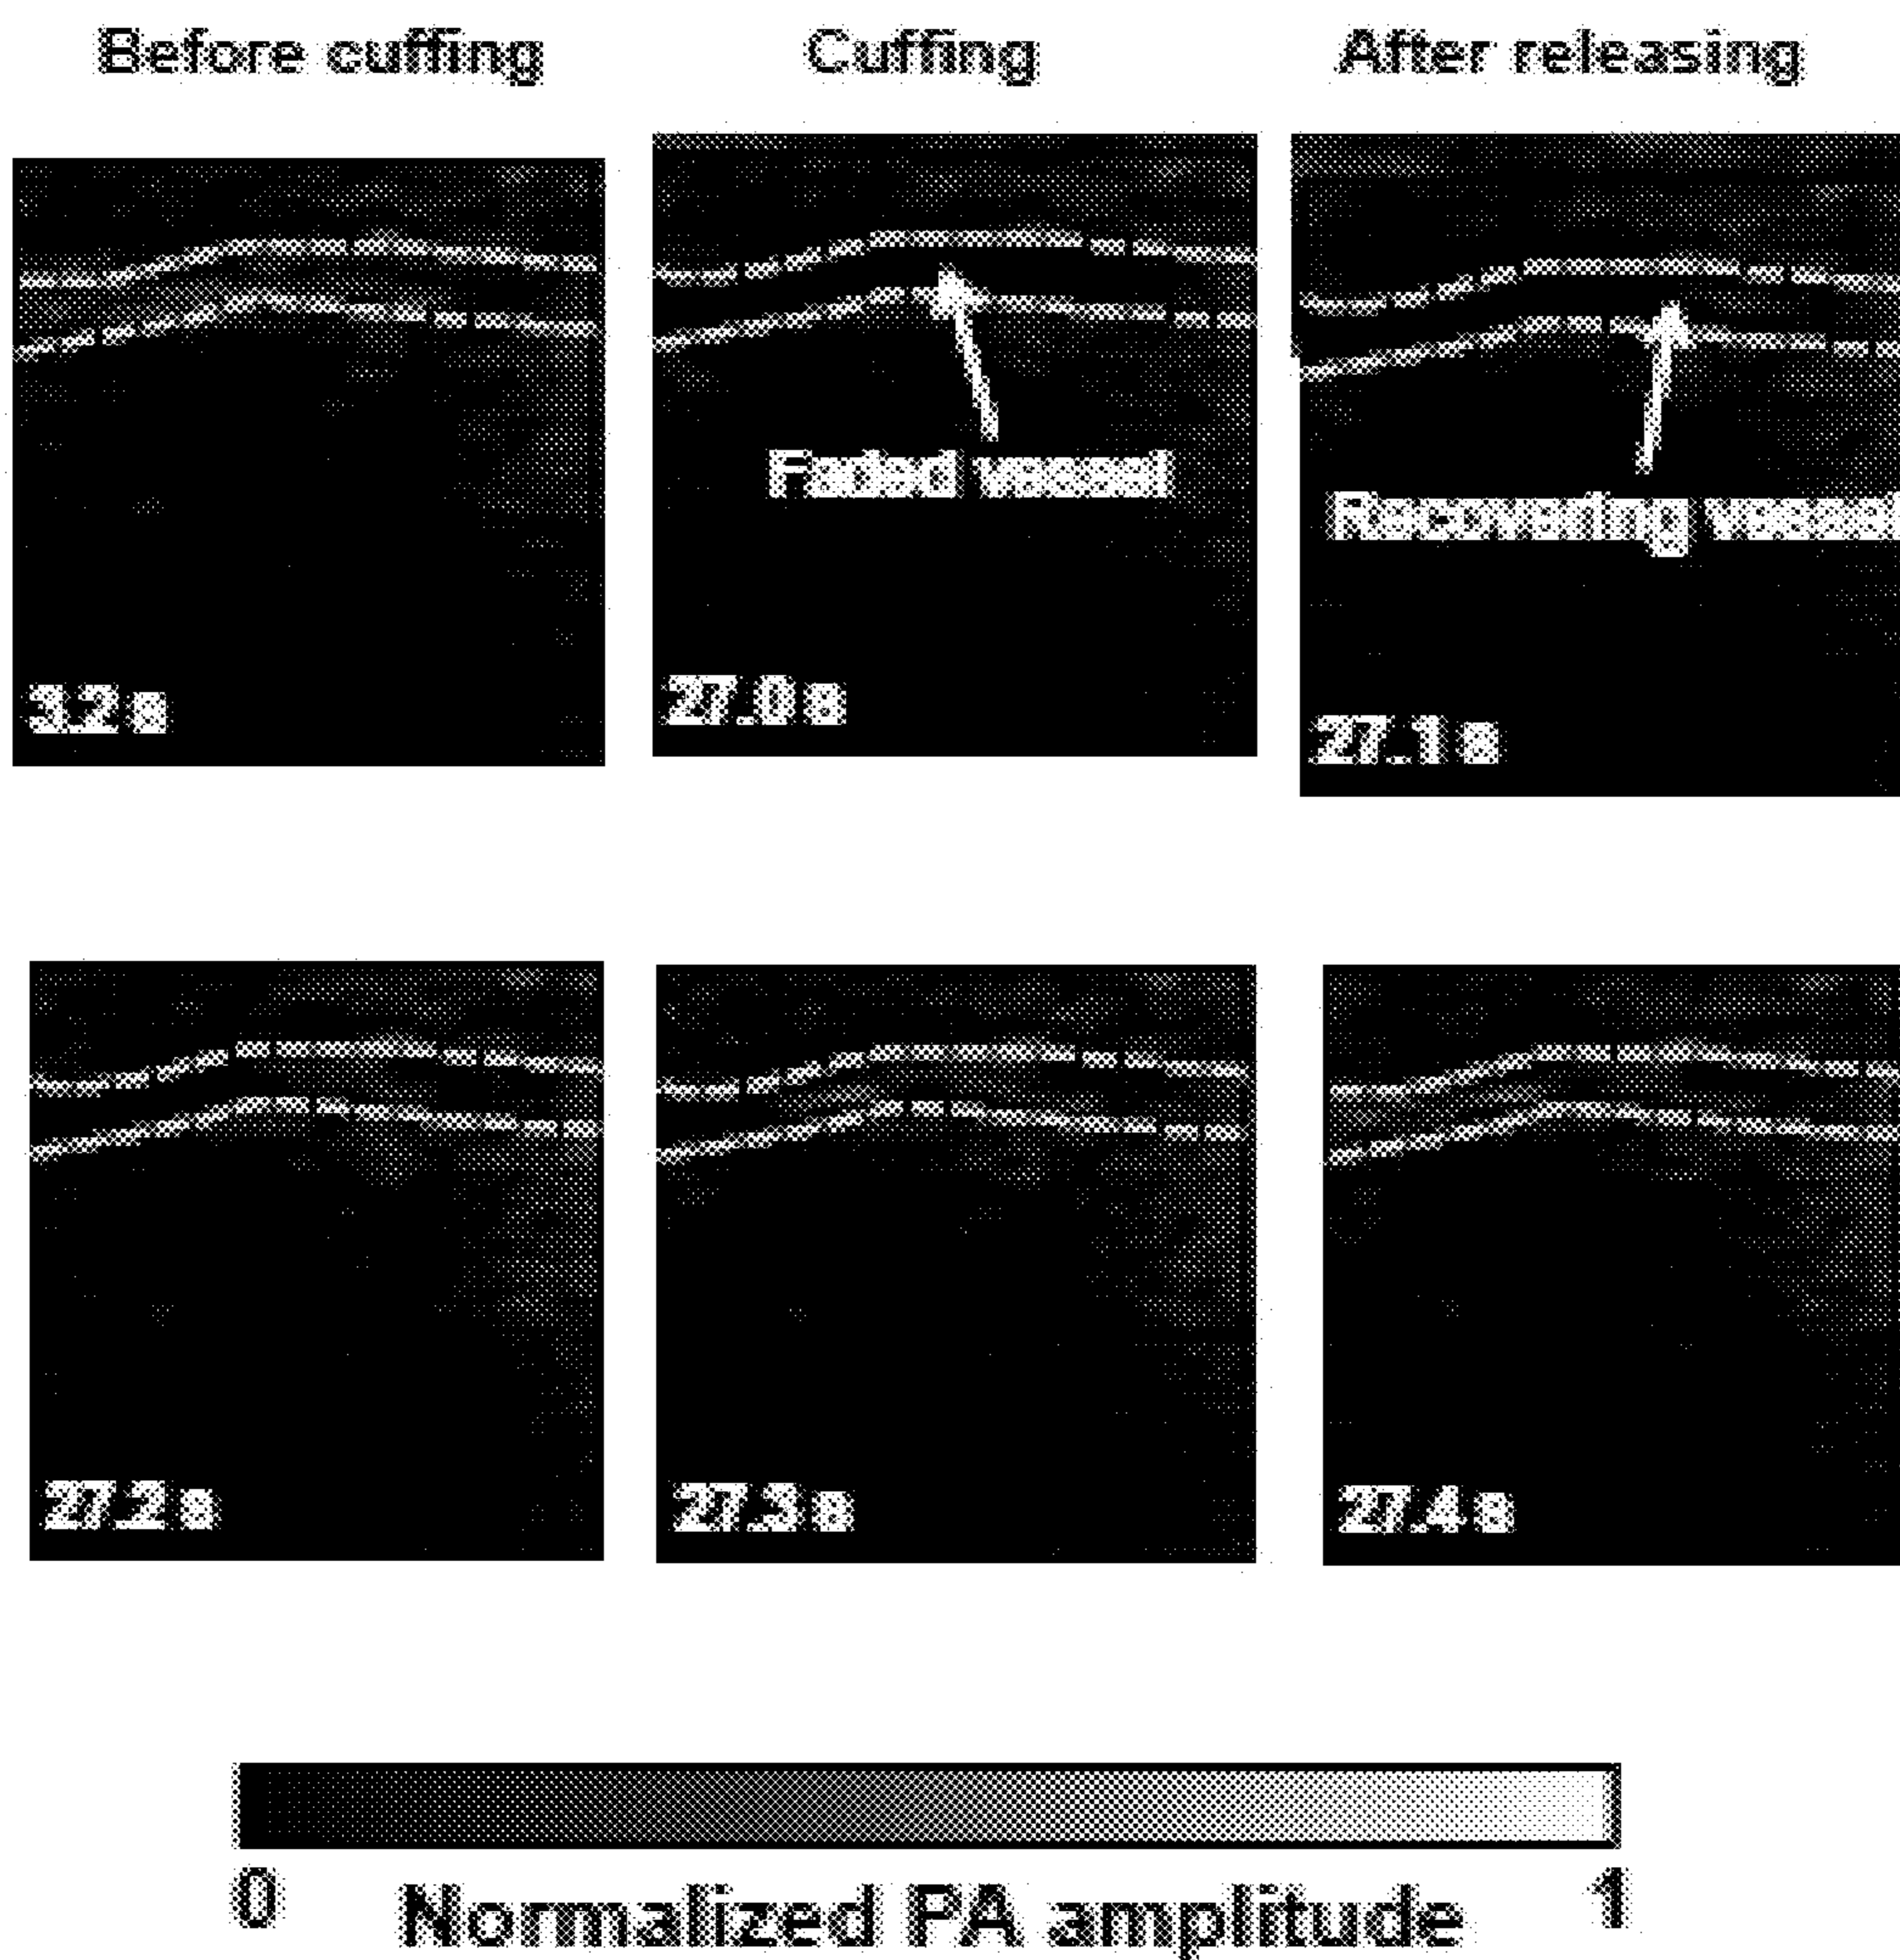 Before cuffing
Cuffing
After releasing
Faded vessel
Recovering vessel
3.2 s
27.0 s
27.1 s
27.2 s
27.3 s
27.4 s
0
Normalized PA amplitude
1